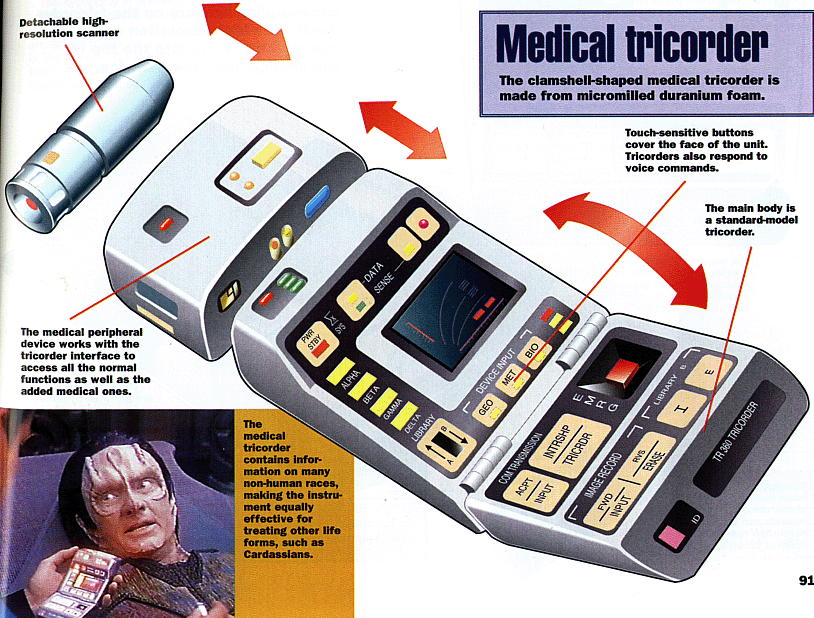 Detachable high-
resolution scanner
Medical tricorder
The clamshell-shaped medical tricorder is
made from micromilled duranium foam.
Touch-sensitive buttons
cover the face of the unit.
Tricorders also respond to
voice commands.
The main body is
a standard-model
tricorder.
The medical peripheral
device works with the
tricorder interface to
access all the normal
functions as well as the
added medical ones.
PWR
STBY
SYS
DATA
SENSE
ALPHA
BETA
GAMMA
DELTA
LIBRARY
A
B
DEVICE INPUT
GEO
MET
BIO
EMRG
LIBRARY B
I
E
COM TRANSMISSION
ACPT
INPUT
INTRSHP
TRICRDR
IMAGE RECORD
FWD
INPUT
RVS
ERASE
TR.360 TRICORDER
ID
The
medical
tricorder
contains infor-
mation on many
non-human races,
making the instru-
ment equally
effective for
treating other life
forms, such as
Cardassians.
91